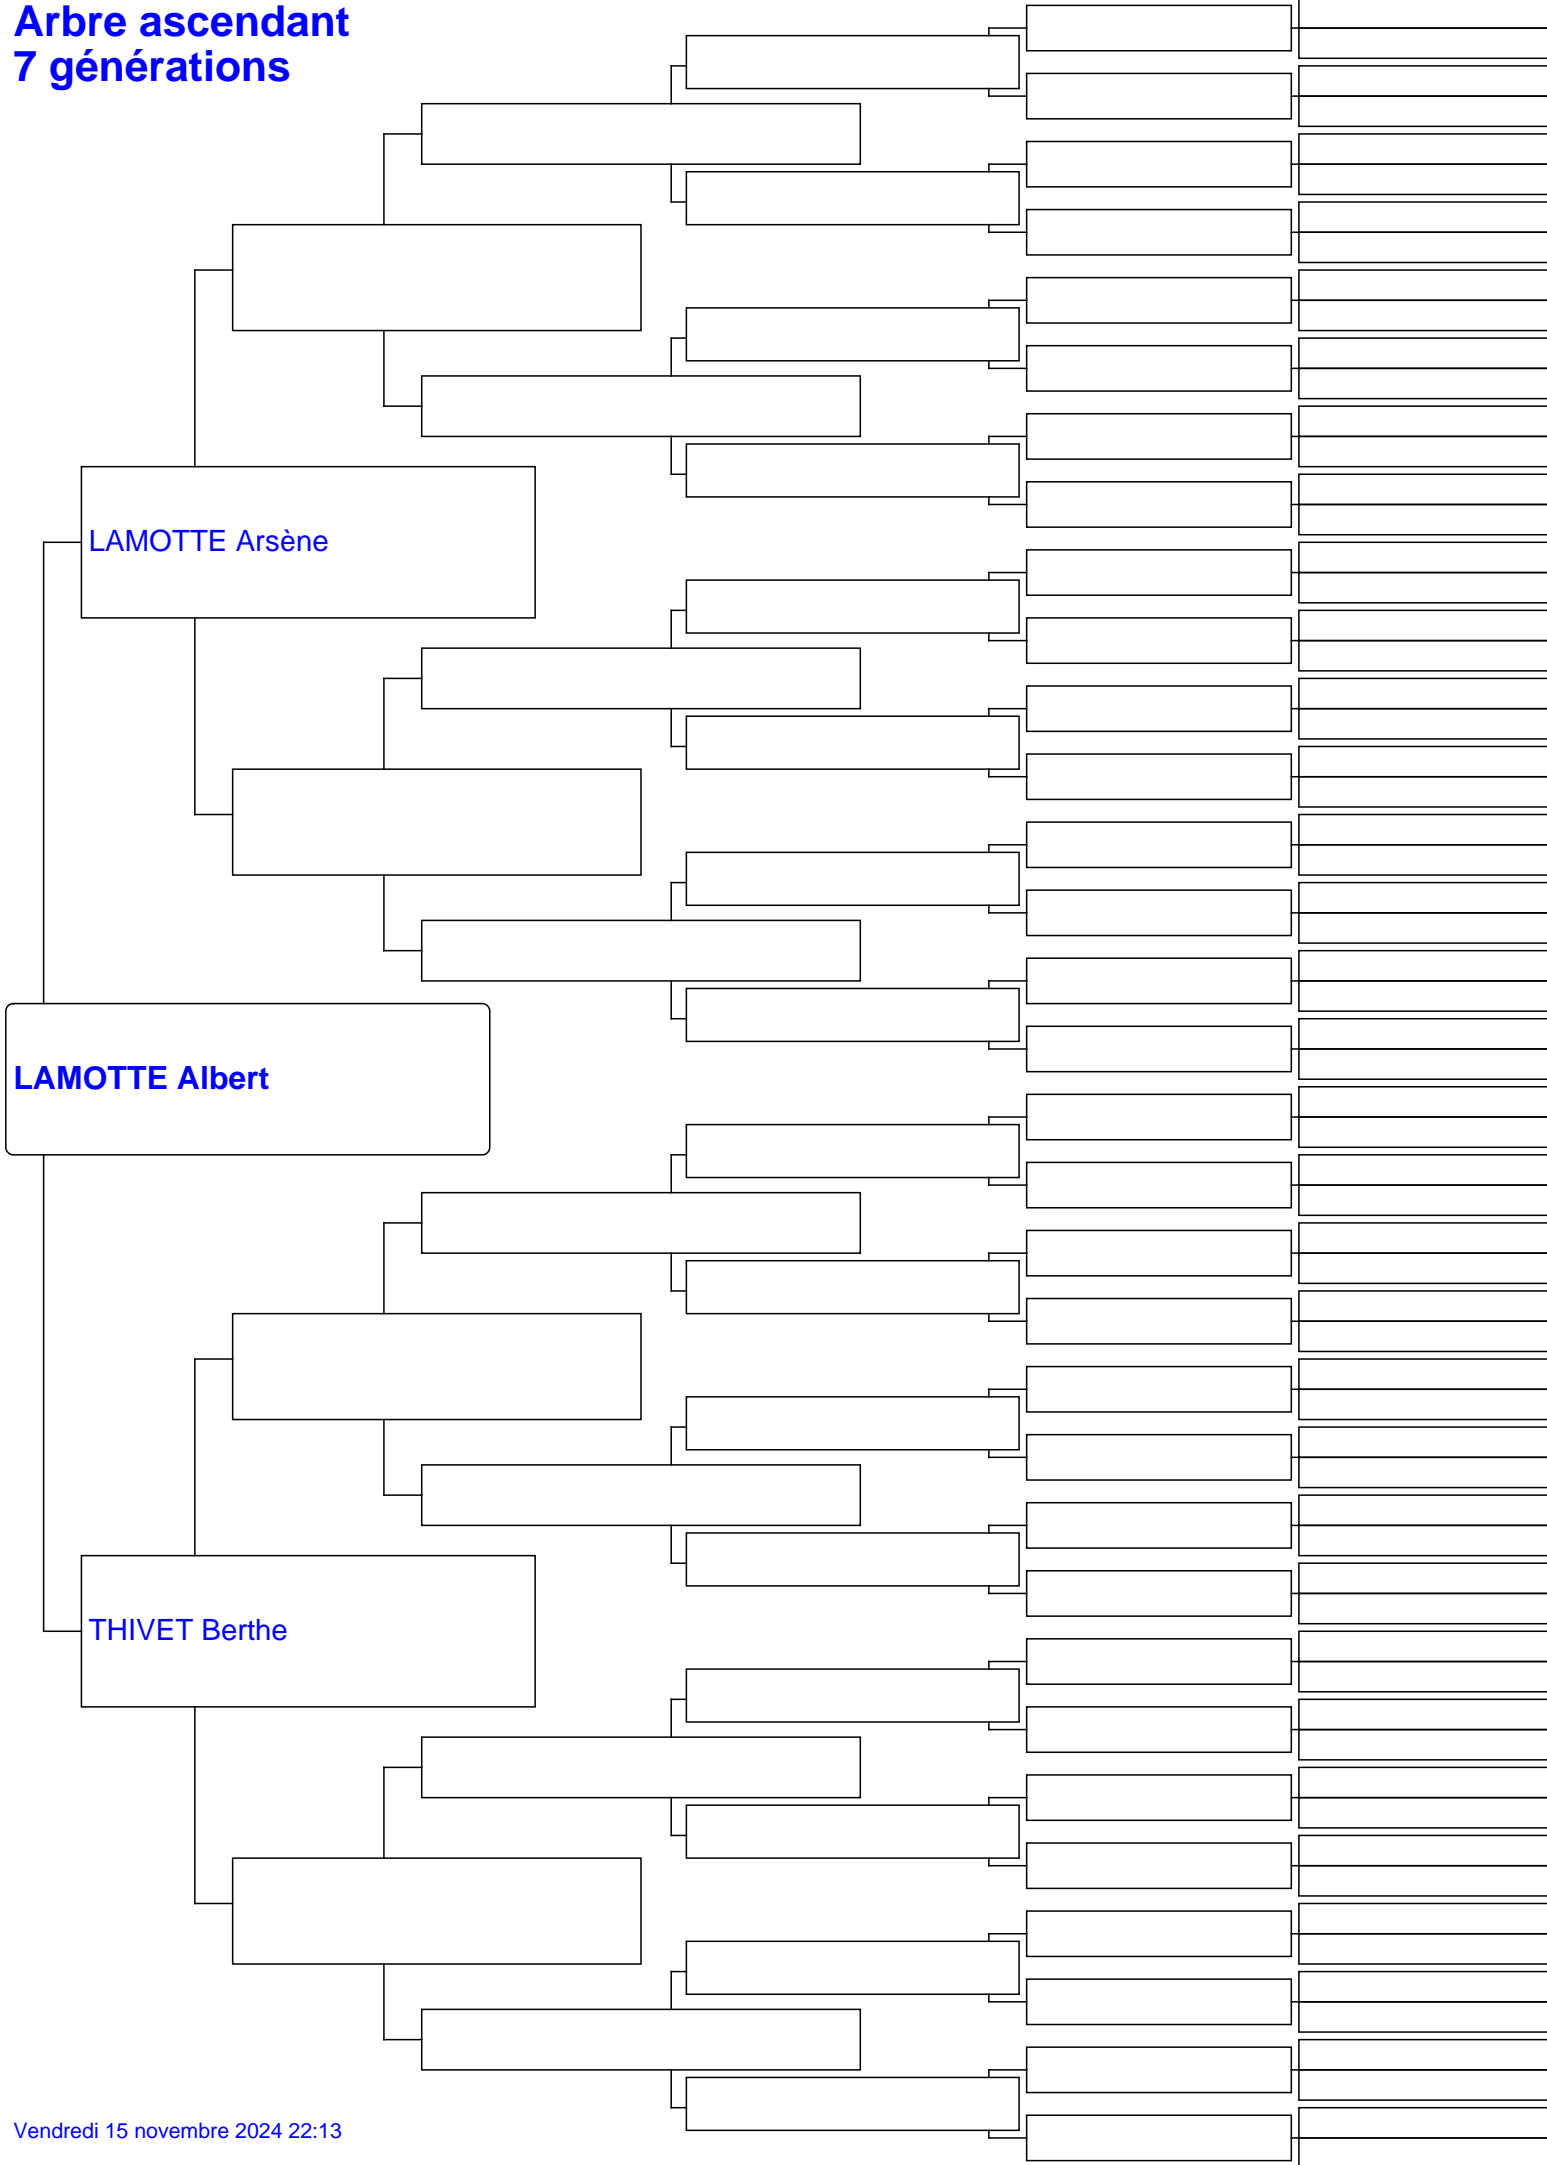 Arbre ascendant
7 générations
LAMOTTE Arsène
LAMOTTE Albert
THIVET Berthe
Vendredi 15 novembre 2024 22:13